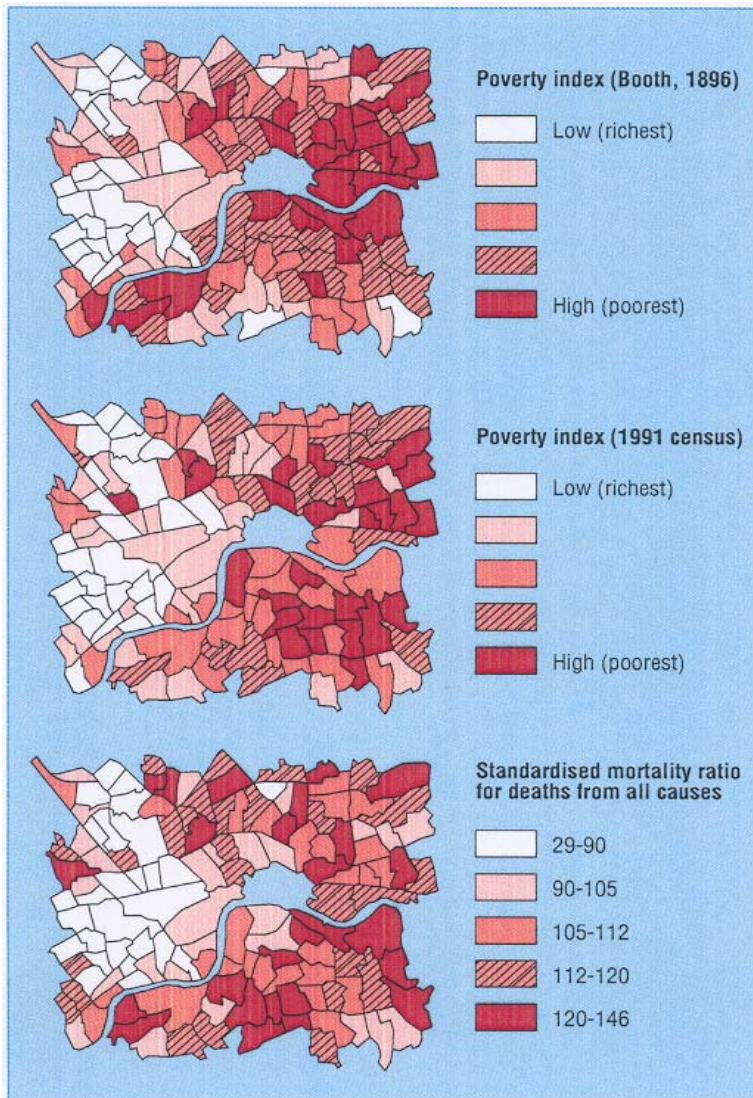 Poverty index (Booth, 1896)
Low (richest)
High (poorest)
Poverty index (1991 census)
Low (richest)
High (poorest)
Standardised mortality ratio
for deaths from all causes
29-90
90-105
105-112
112-120
120-146